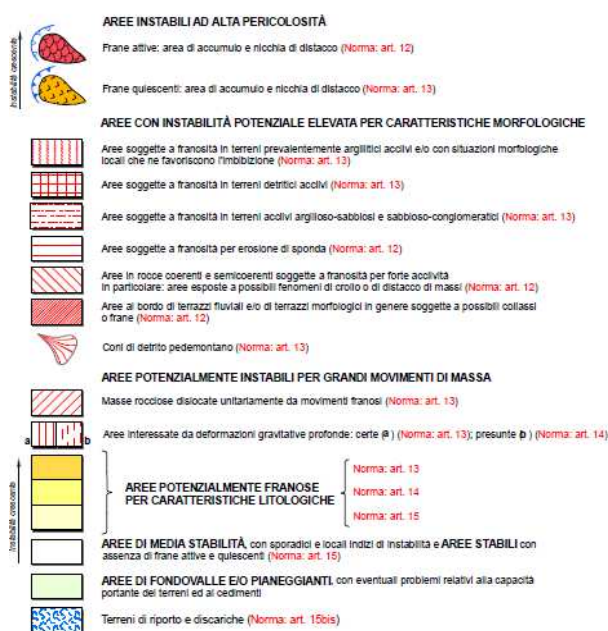 AREE INSTABILI AD ALTA PERICOLOSITÀ
Instabilità crescente
Frane attive: area di accumulo e nicchia di distacco (Norma: art. 12)
Frane quiescenti: area di accumulo e nicchia di distacco (Norma: art. 13)
AREE CON INSTABILITÀ POTENZIALE ELEVATA PER CARATTERISTICHE MORFOLOGICHE
Aree soggette a franosità in terreni prevalentemente argillitici acclivi e/o con situazioni morfologiche
locali che ne favoriscono l'imbibizione (Norma: art. 13)
Aree soggette a franosità in terreni detritici acclivi (Norma: art. 13)
Aree soggette a franosità in terreni acclivi argilloso-sabbiosi e sabbioso-conglomeratici (Norma: art. 13)
Aree soggette a franosità per erosione di sponda (Norma: art. 12)
Aree in rocce coerenti e semicoerenti soggette a franosità per forte acclività
In particolare: aree esposte a possibili fenomeni di crollo o di distacco di massi (Norma: art. 12)
Aree al bordo di terrazzi fluviali e/o di terrazzi morfologici in genere soggette a possibili collassi
o frane (Norma: art. 12)
Coni di detrito pedemontano (Norma: art. 13)
AREE POTENZIALMENTE INSTABILI PER GRANDI MOVIMENTI DI MASSA
Masse rocciose dislocate unitariamente da movimenti franosi (Norma: art. 13)
a b Aree interessate da deformazioni gravitative profonde: certe (a) (Norma: art. 13); presunte (b) (Norma: art. 14)
Instabilità crescente
AREE POTENZIALMENTE FRANOSE
PER CARATTERISTICHE LITOLOGICHE
Norma: art. 13
Norma: art. 14
Norma: art. 15
AREE DI MEDIA STABILITÀ, con sporadici e locali indizi di instabilità e AREE STABILI con
assenza di frane attive e quiescenti (Norma: art. 15)
AREE DI FONDOVALLE E/O PIANEGGIANTI, con eventuali problemi relativi alla capacità
portante dei terreni ed ai cedimenti
Terreni di riporto e discariche (Norma: art. 15bis)